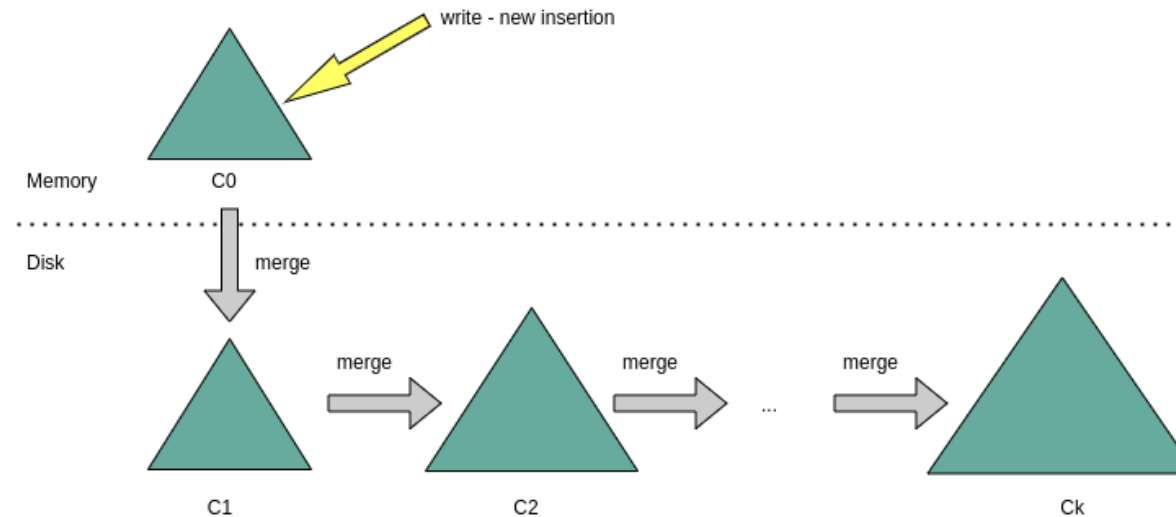 write - new insertion
Memory
C0
Disk
merge
merge
merge
merge
...
C1
C2
Ck